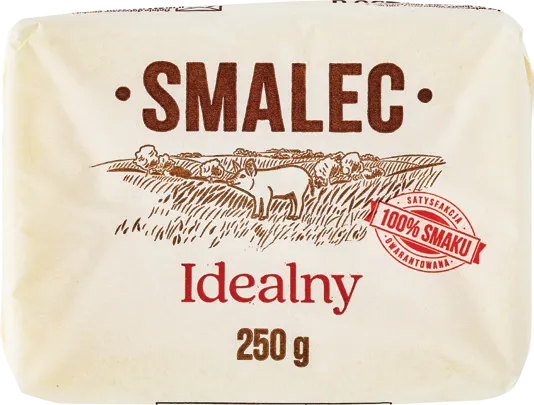 • SMALEC •
SATYSFAKCJA
100% SMAKU
GWARANTOWANA
Idealny
250 g